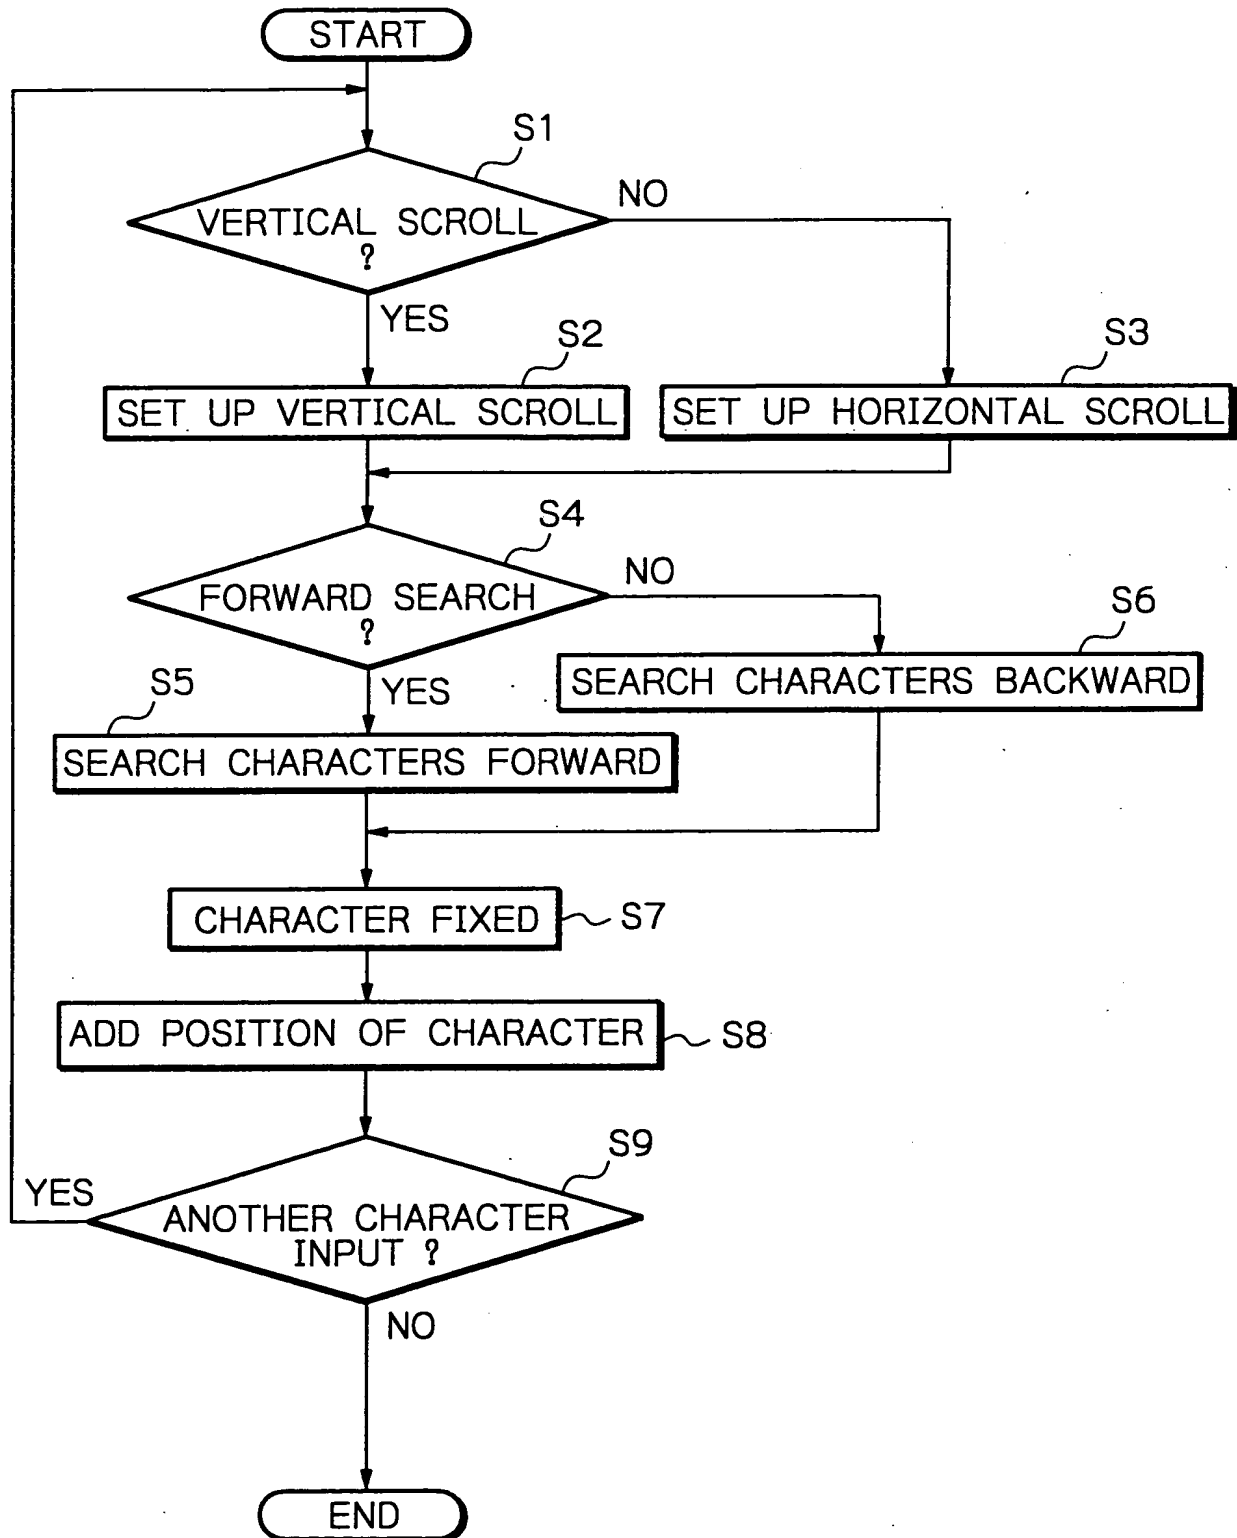 START
S1
NO
VERTICAL SCROLL
?
YES
S2
S3
SET UP VERTICAL SCROLL
SET UP HORIZONTAL SCROLL
S4
NO
FORWARD SEARCH
?
S6
YES
SEARCH CHARACTERS BACKWARD
S5
SEARCH CHARACTERS FORWARD
CHARACTER FIXED
S7
ADD POSITION OF CHARACTER
S8
S9
YES
ANOTHER CHARACTER
INPUT ?
NO
END